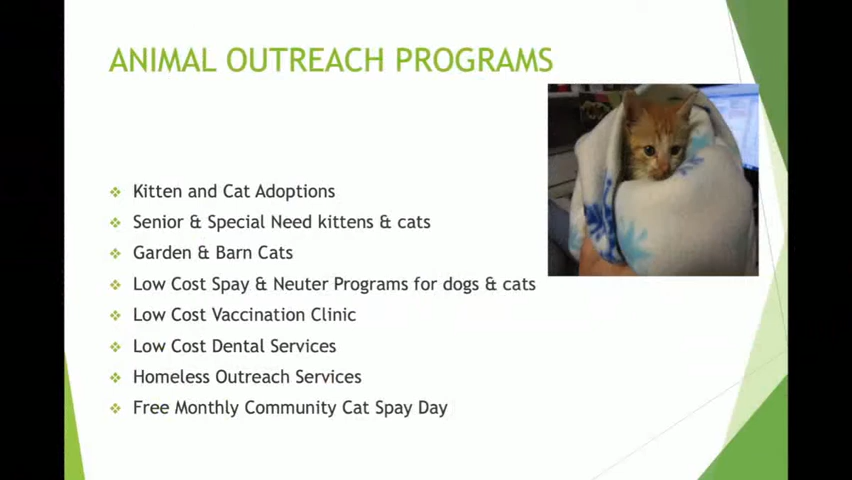 ANIMAL OUTREACH PROGRAMS
Kitten and Cat Adoptions
Senior & Special Need kittens & cats
Garden & Barn Cats
Low Cost Spay & Neuter Programs for dogs & cats
Low Cost Vaccination Clinic
Low Cost Dental Services
Homeless Outreach Services
Free Monthly Community Cat Spay Day